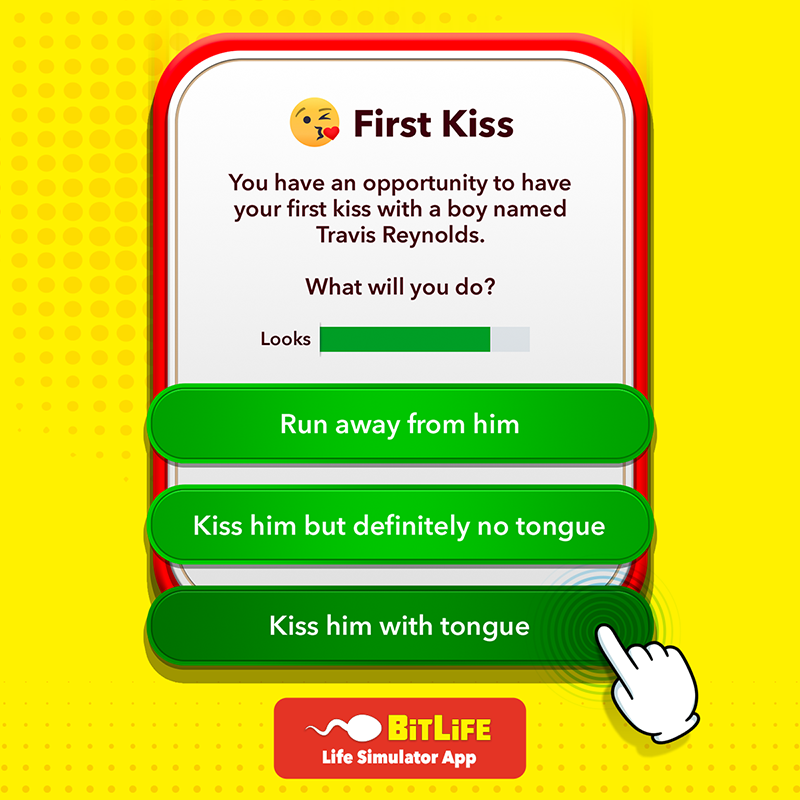 First Kiss
You have an opportunity to have
your first kiss with a boy named
Travis Reynolds.
What will you do?
Looks
Run away from him
Kiss him but definitely no tongue
Kiss him with tongue
BitLife
Life Simulator App